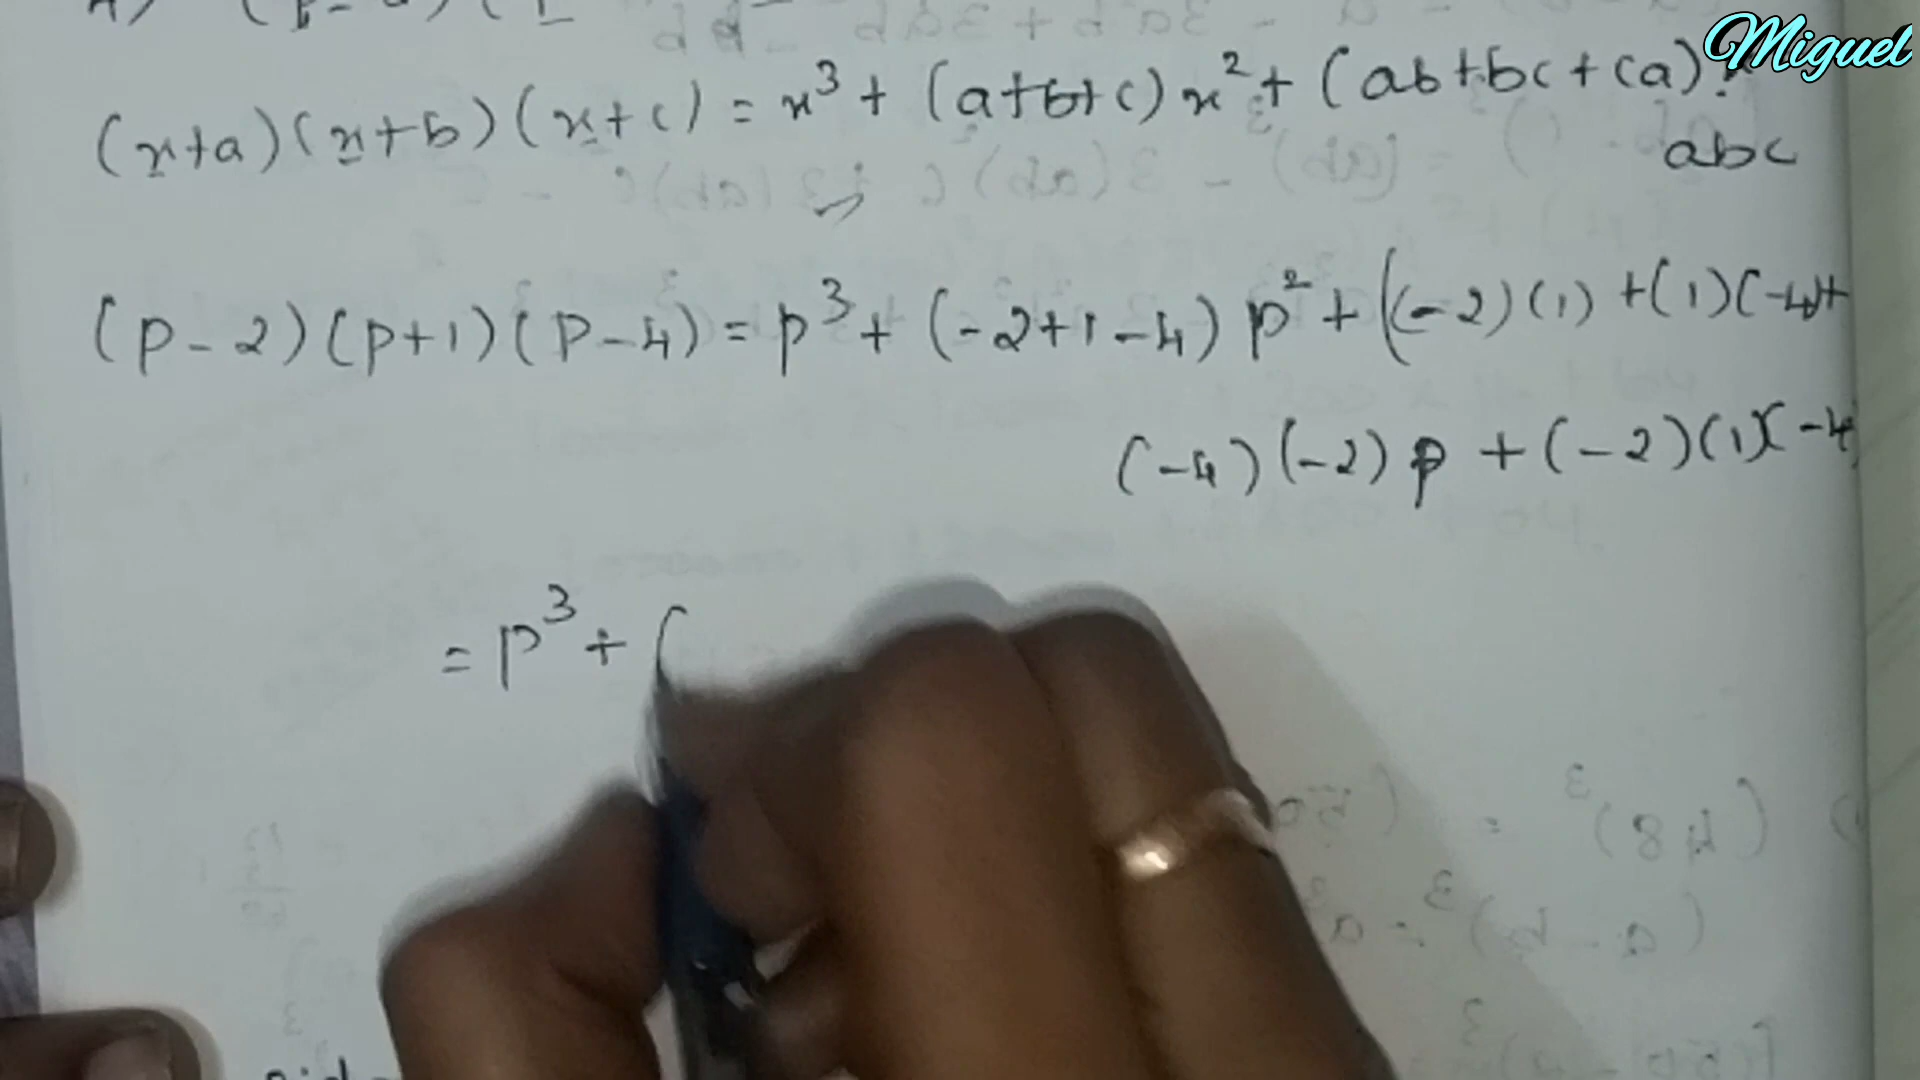 Miguel
(x+a)(x+b)(x+c) = x³ + (a+b+c)x² + (ab+bc+ca)x
abc
(p-2)(p+1)(p-4) = p³ + (-2+1-4) p² + ((-2)(1) +(1)(-4)+
(-4)(-2) p + (-2)(1)(-4)
= p³ + (